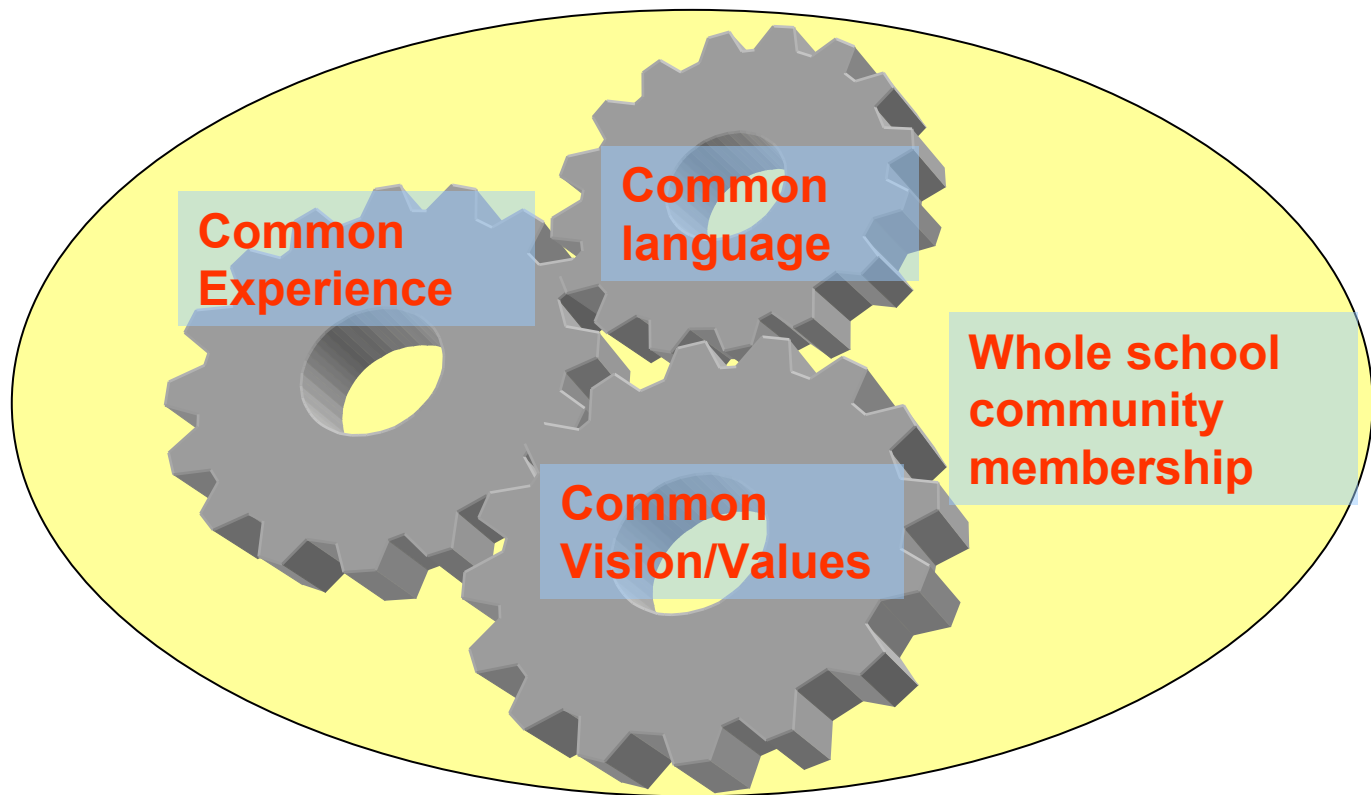 Common
Experience
Common
language
Whole school
community
membership
Common
Vision/Values